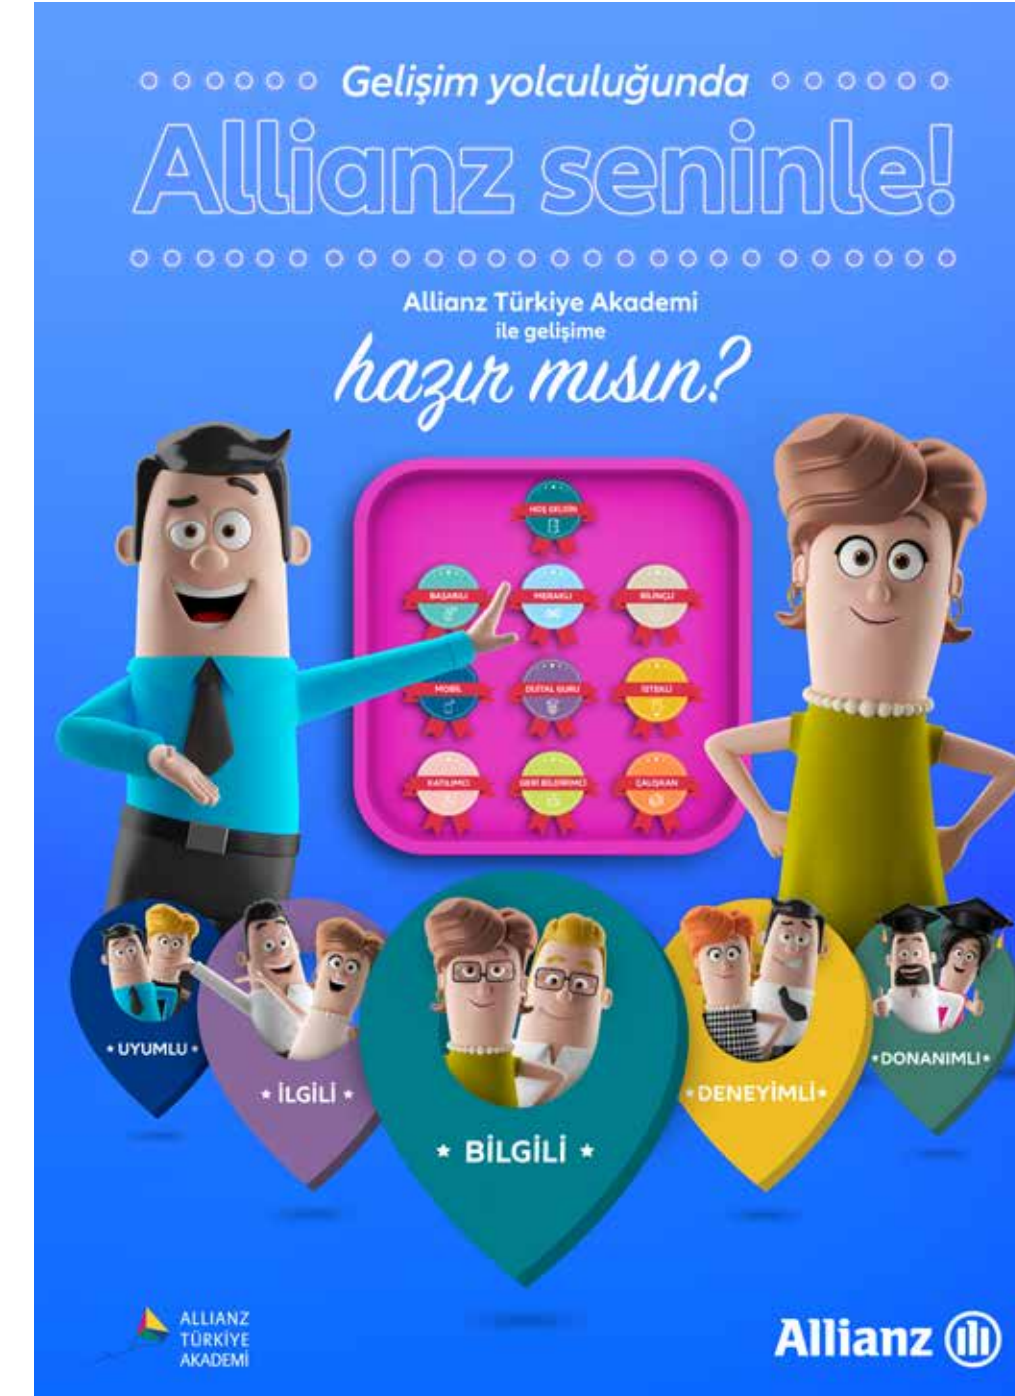 Gelişim yolculuğunda
Allianz seninle!
Allianz Türkiye Akademi
ile gelişime
hazır mısın?
HOŞ GELDİN
BAŞARILI
MERAKLI
BİLİNÇLİ
MOBİL
DİJİTAL GURU
İSTEKLİ
KATILIMCI
GERİ BİLDİRİMCİ
ÇALIŞKAN
UYUMLU
İLGİLİ
BİLGİLİ
DENEYİMLİ
DONANIMLI
ALLIANZ
TÜRKİYE
AKADEMİ
Allianz